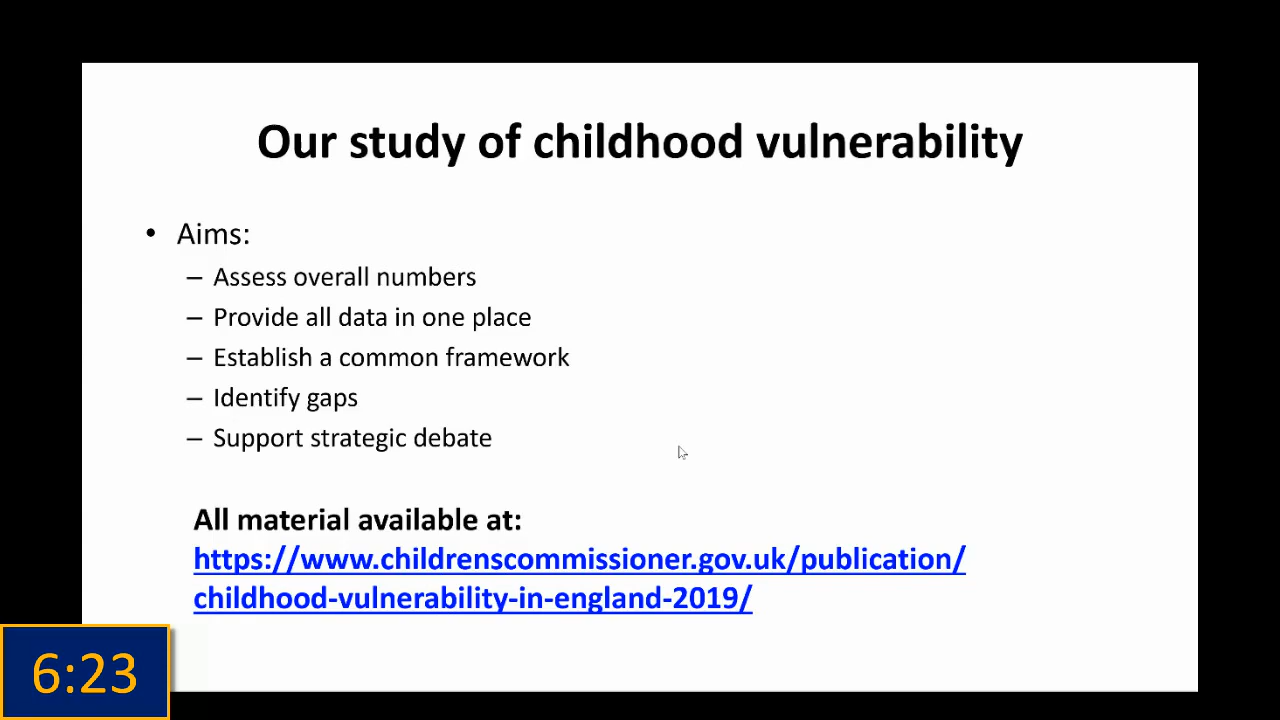 Our study of childhood vulnerability
• Aims:
– Assess overall numbers
– Provide all data in one place
– Establish a common framework
– Identify gaps
– Support strategic debate
All material available at:
https://www.childrenscommissioner.gov.uk/publication/
childhood-vulnerability-in-england-2019/
6:23